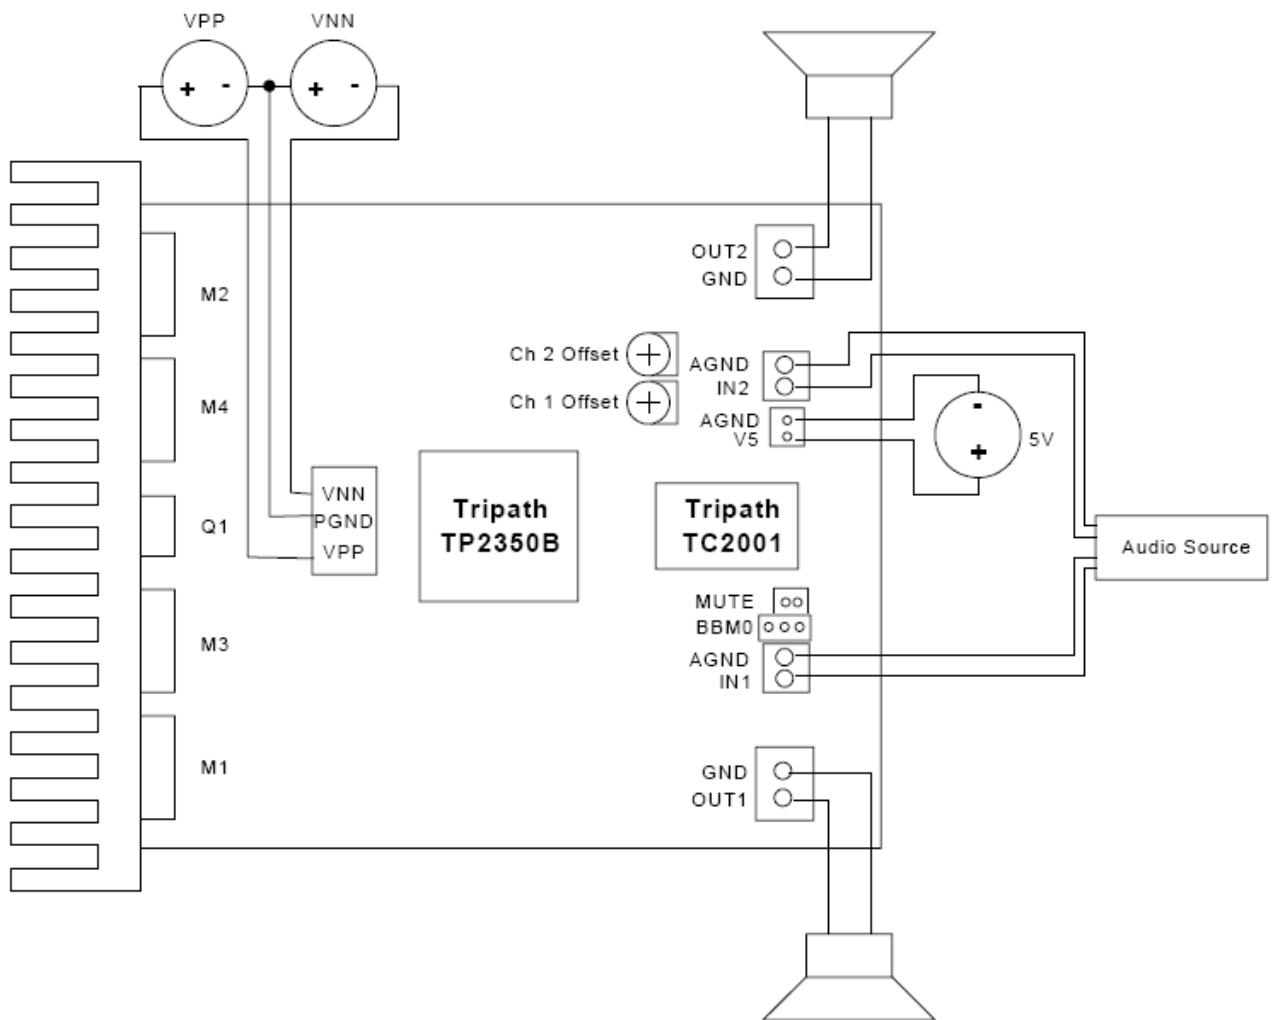 VPP
VNN
+ -
+ -
OUT2
GND
M2
Ch 2 Offset
AGND
IN2
Ch 1 Offset
M4
AGND
V5
-
+
5V
VNN
PGND
VPP
Q1
Tripath
TP2350B
Tripath
TC2001
Audio Source
MUTE
BBM0
AGND
IN1
M3
M1
GND
OUT1